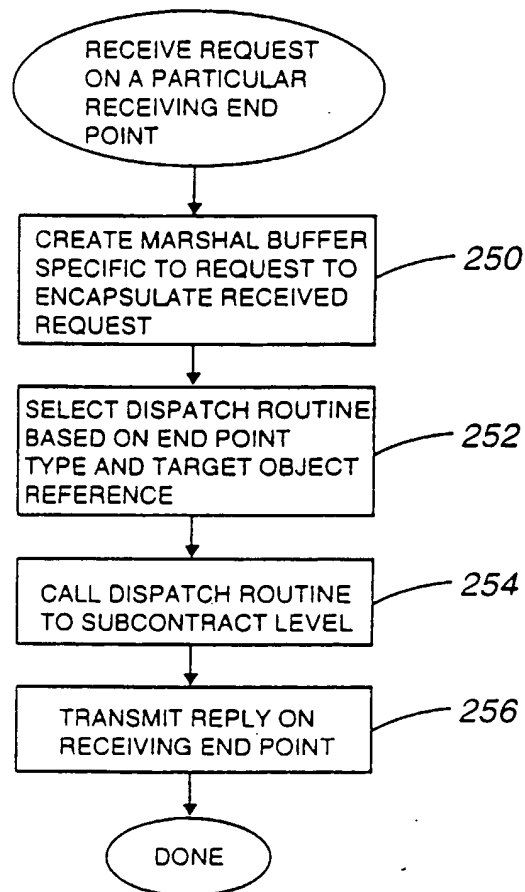 RECEIVE REQUEST
ON A PARTICULAR
RECEIVING END
POINT
CREATE MARSHAL BUFFER
SPECIFIC TO REQUEST TO
ENCAPSULATE RECEIVED
REQUEST
250
SELECT DISPATCH ROUTINE
BASED ON END POINT
TYPE AND TARGET OBJECT
REFERENCE
252
CALL DISPATCH ROUTINE
TO SUBCONTRACT LEVEL
254
TRANSMIT REPLY ON
RECEIVING END POINT
256
DONE